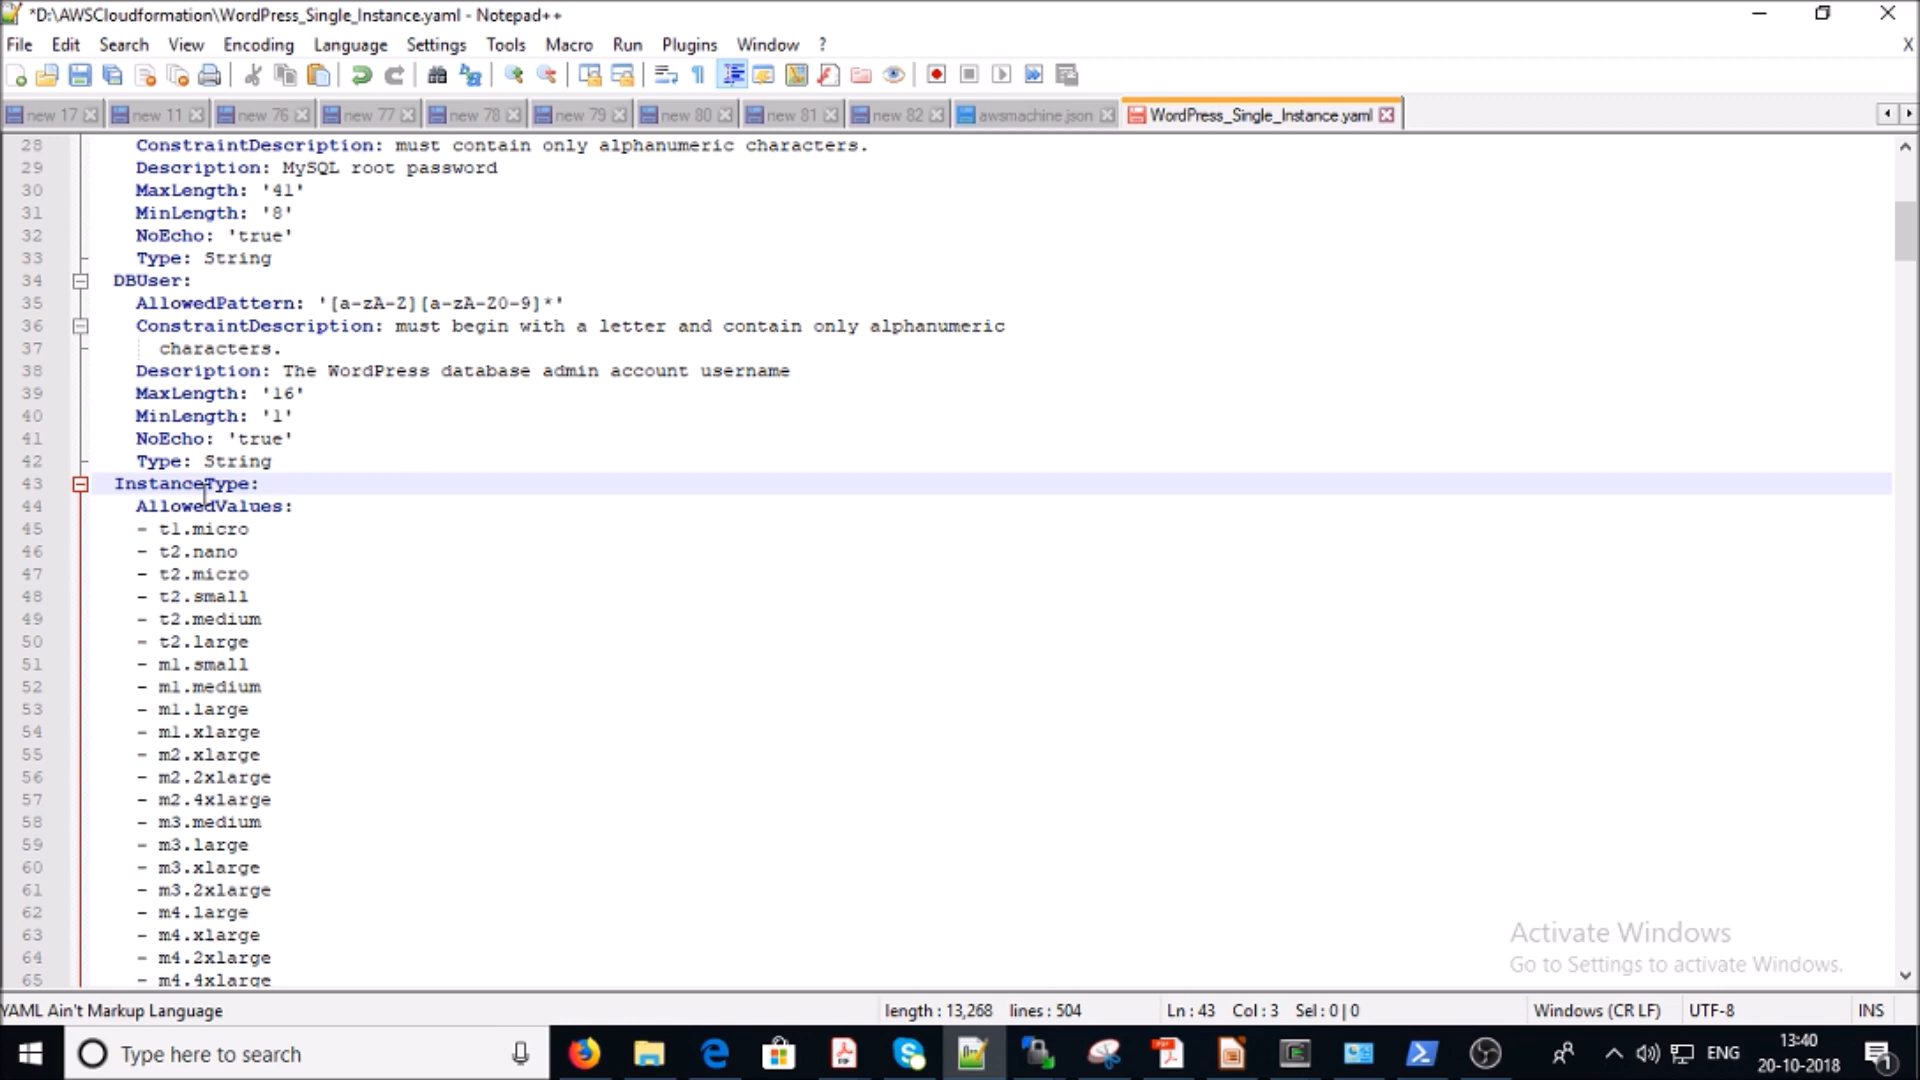 *D:\AWSCloudformation\WordPress_Single_Instance.yaml - Notepad++
File Edit Search View Encoding Language Settings Tools Macro Run Plugins Window ? X
new 17 new 11 new 76 new 77 new 78 new 79 new 80 new 81 new 82 awsmachine.json WordPress_Single_Instance.yaml
28 ConstraintDescription: must contain only alphanumeric characters.
29 Description: MySQL root password
30 MaxLength: '41'
31 MinLength: '8'
32 NoEcho: 'true'
33 Type: String
34 DBUser:
35 AllowedPattern: '[a-zA-Z][a-zA-Z0-9]*'
36 ConstraintDescription: must begin with a letter and contain only alphanumeric
37 characters.
38 Description: The WordPress database admin account username
39 MaxLength: '16'
40 MinLength: '1'
41 NoEcho: 'true'
42 Type: String
43 InstanceType:
44 AllowedValues:
45 - t1.micro
46 - t2.nano
47 - t2.micro
48 - t2.small
49 - t2.medium
50 - t2.large
51 - m1.small
52 - m1.medium
53 - m1.large
54 - m1.xlarge
55 - m2.xlarge
56 - m2.2xlarge
57 - m2.4xlarge
58 - m3.medium
59 - m3.large
60 - m3.xlarge
61 - m3.2xlarge
62 - m4.large
63 - m4.xlarge
64 - m4.2xlarge
65 - m4.4xlarge
Activate Windows
Go to Settings to activate Windows.
YAML Ain't Markup Language length : 13,268 lines : 504 Ln : 43 Col : 3 Sel : 0 | 0 Windows (CR LF) UTF-8 INS
Type here to search
ENG
13:40
20-10-2018
1